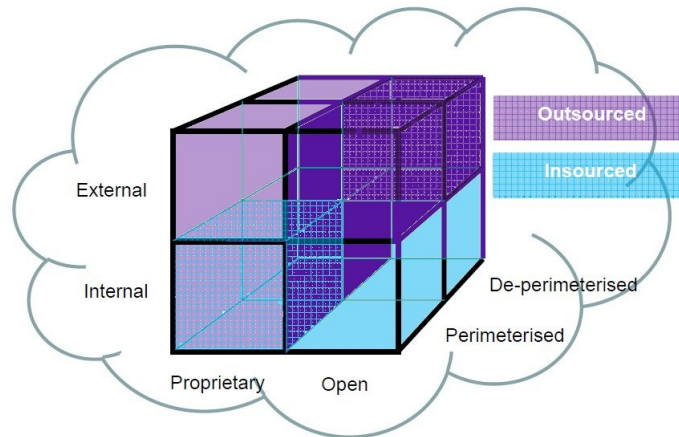 Outsourced
Insourced
External
Internal
De-perimeterised
Perimeterised
Proprietary
Open